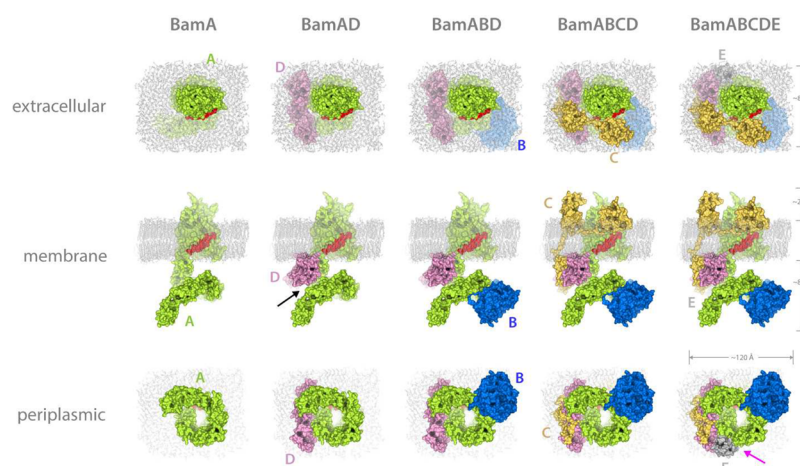 BamA BamAD BamABD BamABCD BamABCDE
A D E
extracellular
B C
C
membrane
D E
A B
~120 Å
A B
periplasmic
C
D